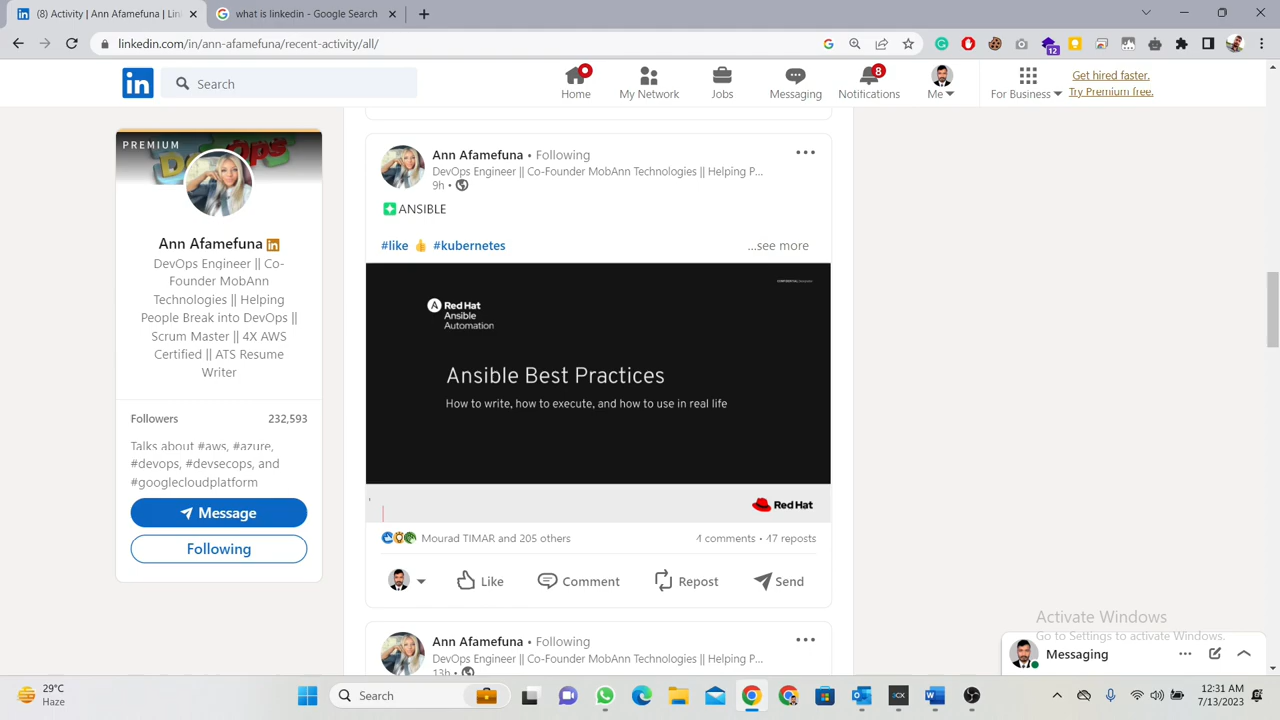 (8) Activity | Ann Afamefuna | Lin
what is linkedin - Google Search
linkedin.com/in/ann-afamefuna/recent-activity/all/
12
in
Search
Home
My Network
Jobs
Messaging
8
Notifications
Me
For Business
Get hired faster.
Try Premium free.
PREMIUM
DevOps
Ann Afamefuna
DevOps Engineer || Co-
Founder MobAnn
Technologies || Helping
People Break into DevOps ||
Scrum Master || 4X AWS
Certified || ATS Resume
Writer
Followers 232,593
Talks about #aws, #azure,
#devops, #devsecops, and
#googlecloudplatform
Message
Following
Ann Afamefuna • Following
DevOps Engineer || Co-Founder MobAnn Technologies || Helping P...
9h •
ANSIBLE
#like 👍 #kubernetes ...see more
Red Hat
Ansible
Automation
Ansible Best Practices
How to write, how to execute, and how to use in real life
Red Hat
Mourad TIMAR and 205 others 4 comments • 47 reposts
Like Comment Repost Send
Ann Afamefuna • Following
DevOps Engineer || Co-Founder MobAnn Technologies || Helping P...
13h •
Activate Windows
Go to Settings to activate Windows.
Messaging
29°C
Haze
Search
12:31 AM
7/13/2023